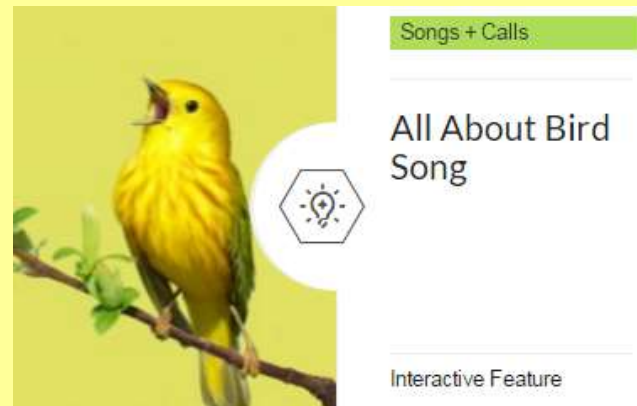 Songs + Calls
All About Bird
Song
Interactive Feature